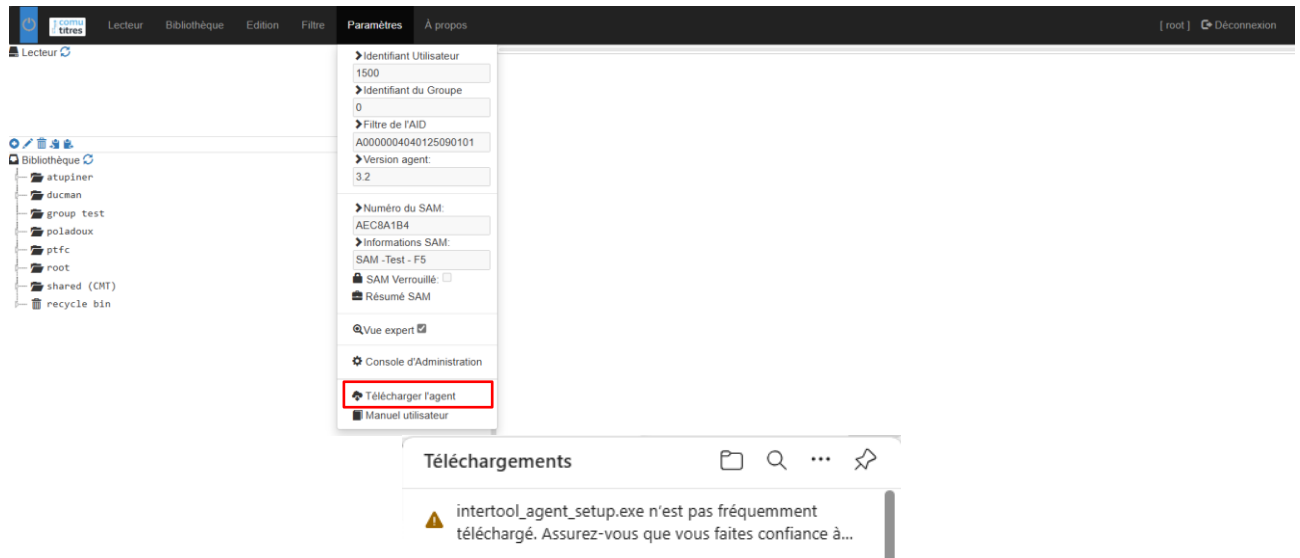 comu
titres
Lecteur
Bibliothèque
Edition
Filtre
Paramètres
À propos
[ root ]
Déconnexion
Lecteur
Identifiant Utilisateur
1500
Identifiant du Groupe
0
Filtre de l'AID
A0000004040125090101
Version agent:
3.2
Numéro du SAM:
AEC8A1B4
Informations SAM:
SAM -Test - F5
SAM Verrouillé:
Résumé SAM
Vue expert
Console d'Administration
Télécharger l'agent
Manuel utilisateur
Bibliothèque
atupiner
ducman
group test
poladoux
ptfc
root
shared (CMT)
recycle bin
Téléchargements
intertool_agent_setup.exe n'est pas fréquemment
téléchargé. Assurez-vous que vous faites confiance à...